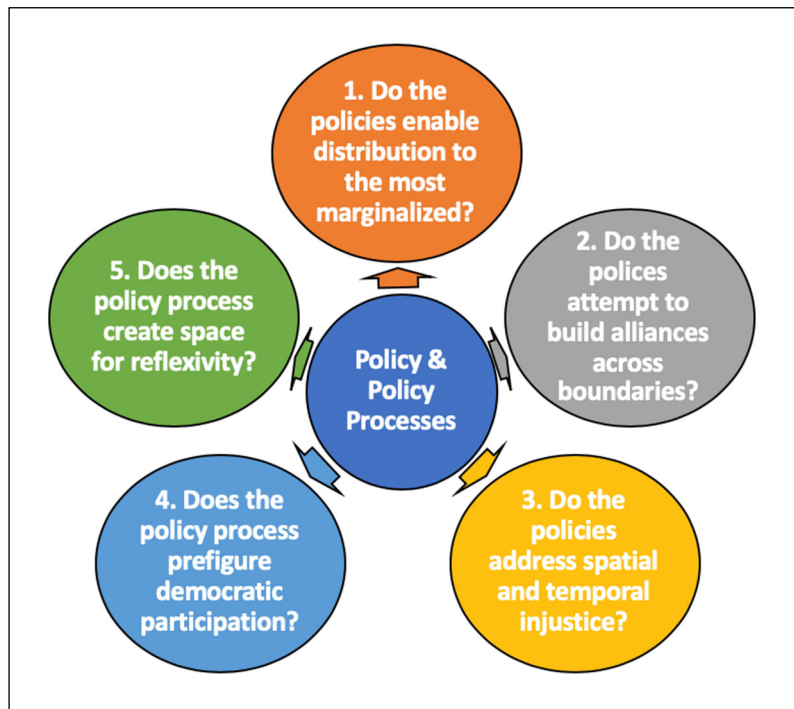 1. Do the
policies enable
distribution to
the most
marginalized?
2. Do the
polices
attempt to
build alliances
across
boundaries?
3. Do the
policies
address spatial
and temporal
injustice?
4. Does the
policy process
prefigure
democratic
participation?
5. Does the
policy process
create space
for reflexivity?
Policy &
Policy
Processes